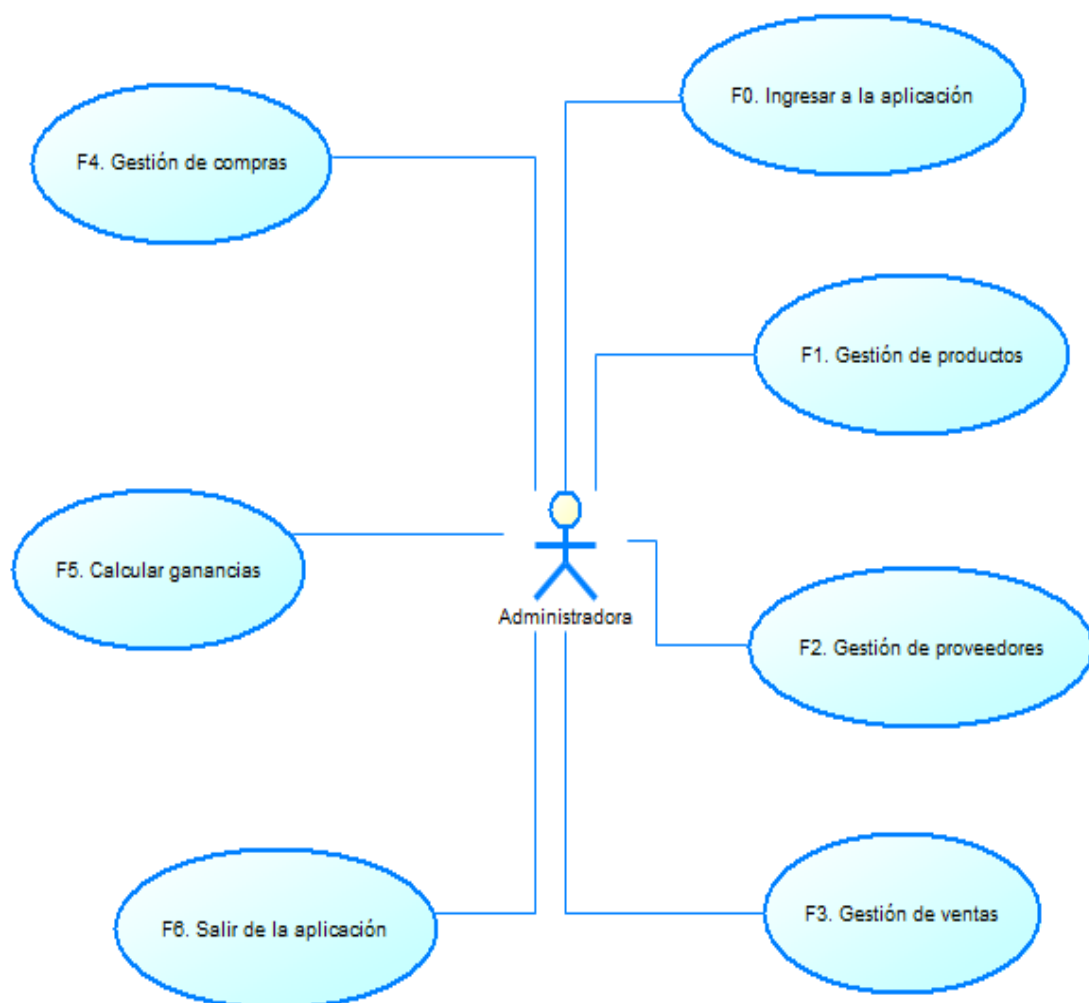 F0. Ingresar a la aplicación
F4. Gestión de compras
F1. Gestión de productos
F5. Calcular ganancias
Administradora
F2. Gestión de proveedores
F6. Salir de la aplicación
F3. Gestión de ventas